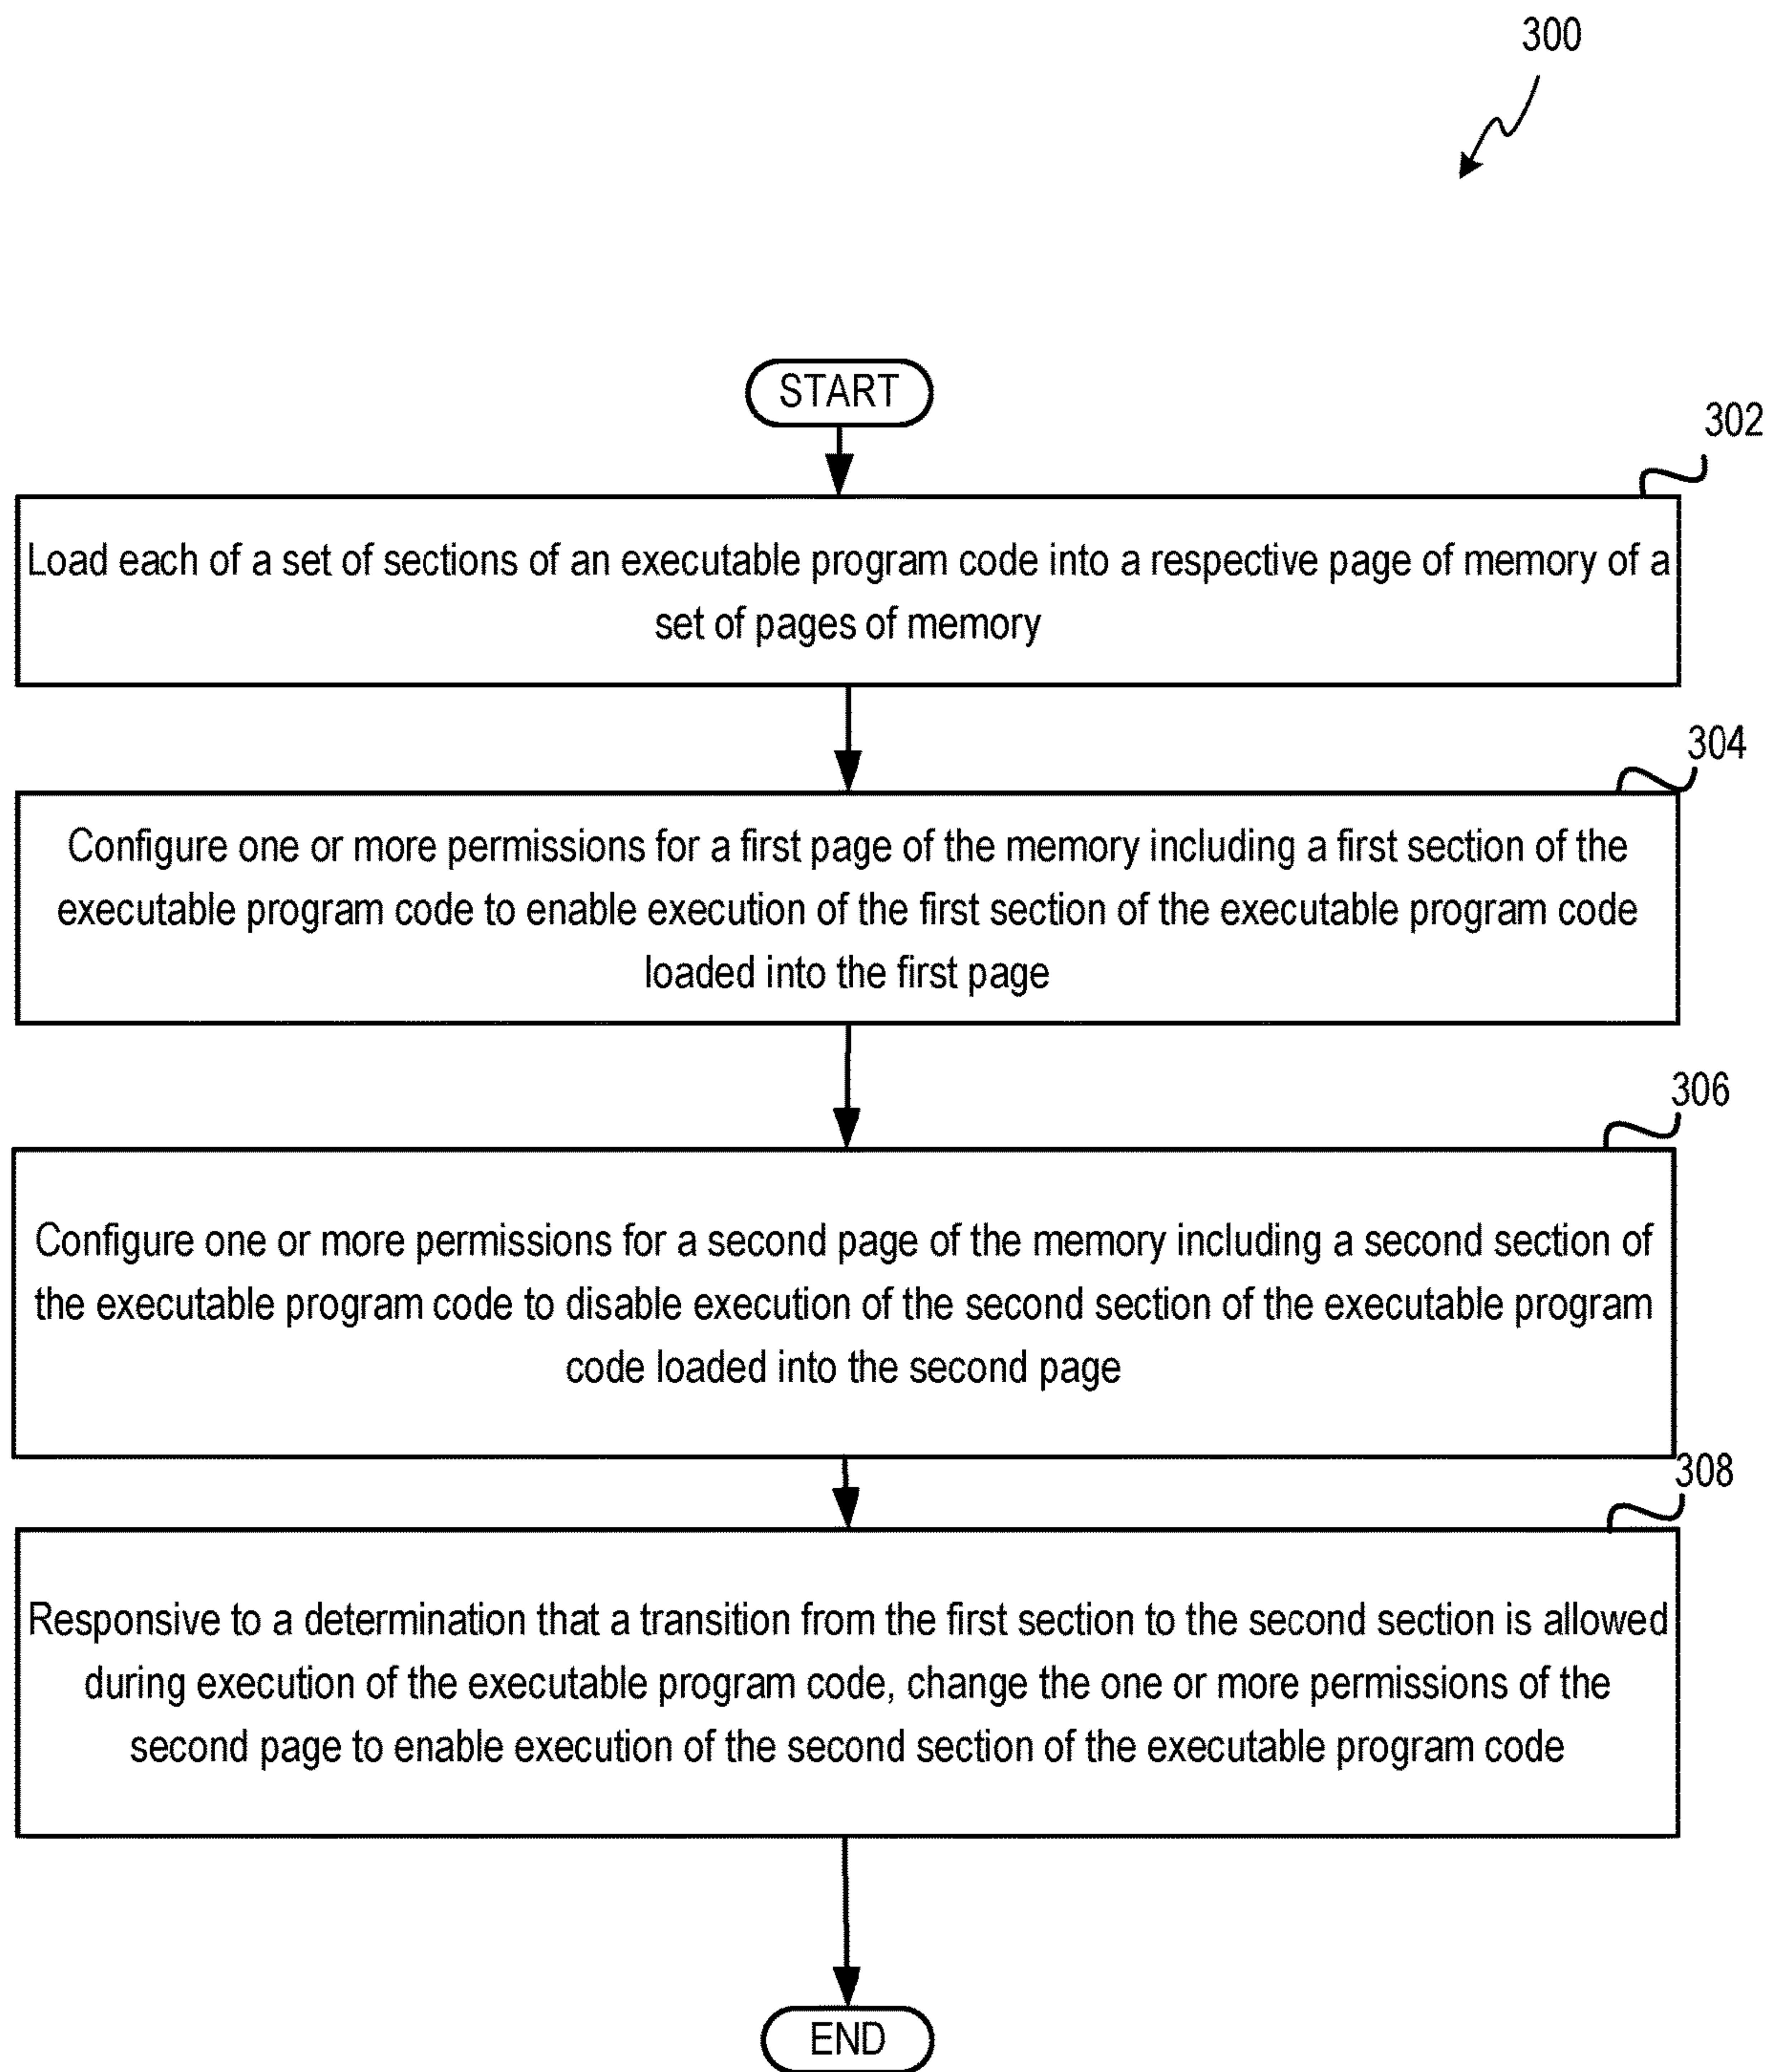 300
START
302
Load each of a set of sections of an executable program code into a respective page of memory of a
set of pages of memory
304
Configure one or more permissions for a first page of the memory including a first section of the
executable program code to enable execution of the first section of the executable program code
loaded into the first page
306
Configure one or more permissions for a second page of the memory including a second section of
the executable program code to disable execution of the second section of the executable program
code loaded into the second page
308
Responsive to a determination that a transition from the first section to the second section is allowed
during execution of the executable program code, change the one or more permissions of the
second page to enable execution of the second section of the executable program code
END